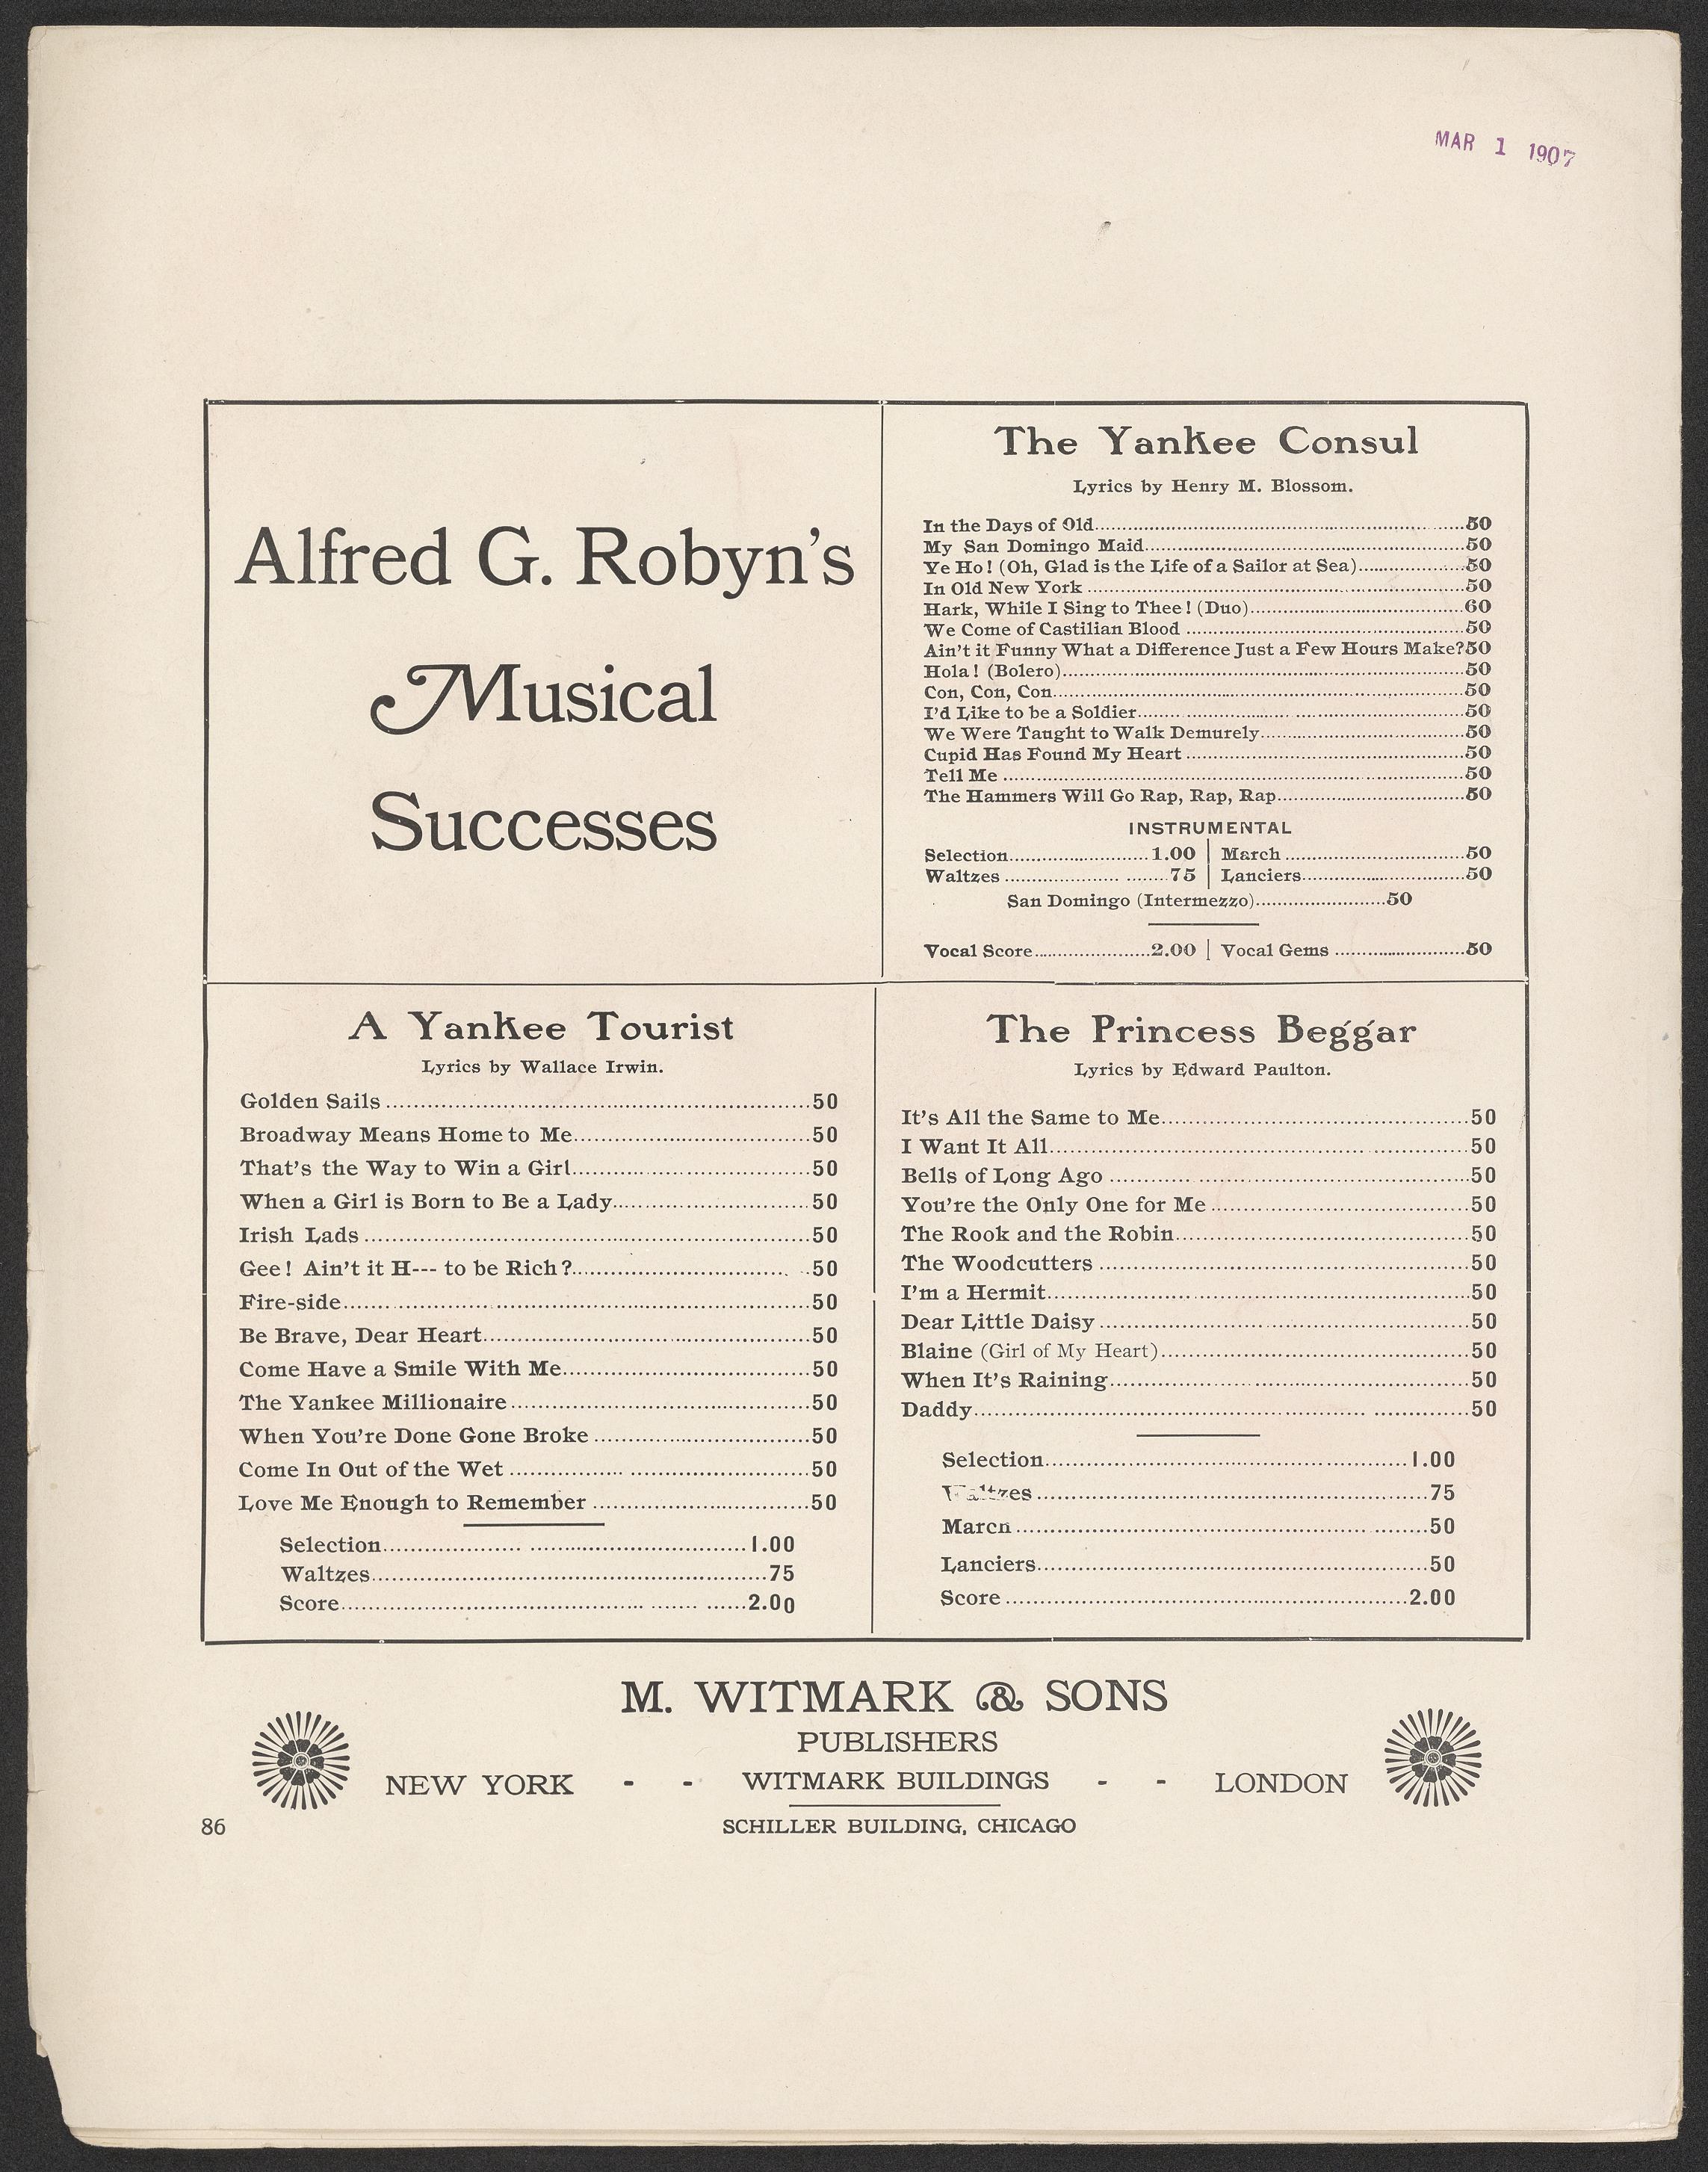 MAR 1 1907
Alfred G. Robyn's
Musical
Successes
The Yankee Consul
Lyrics by Henry M. Blossom.
In the Days of Old....................50
My San Domingo Maid....................50
Ye Ho! (Oh, Glad is the Life of a Sailor at Sea)....................50
In Old New York ....................50
Hark, While I Sing to Thee! (Duo)....................60
We Come of Castilian Blood ....................50
Ain't it Funny What a Difference Just a Few Hours Make?50
Hola! (Bolero)....................50
Con, Con, Con....................50
I'd Like to be a Soldier....................50
We Were Taught to Walk Demurely....................50
Cupid Has Found My Heart ....................50
Tell Me ....................50
The Hammers Will Go Rap, Rap, Rap....................50
INSTRUMENTAL
Selection....................1.00 | March ....................50
Waltzes ....................75 | Lanciers....................50
San Domingo (Intermezzo)....................50
Vocal Score....................2.00 | Vocal Gems ....................50
A Yankee Tourist
Lyrics by Wallace Irwin.
Golden Sails ....................50
Broadway Means Home to Me....................50
That's the Way to Win a Girl....................50
When a Girl is Born to Be a Lady....................50
Irish Lads ....................50
Gee! Ain't it H--- to be Rich?....................50
Fire-side....................50
Be Brave, Dear Heart....................50
Come Have a Smile With Me....................50
The Yankee Millionaire ....................50
When You're Done Gone Broke ....................50
Come In Out of the Wet ....................50
Love Me Enough to Remember ....................50
Selection....................1.00
Waltzes....................75
Score....................2.00
The Princess Beggar
Lyrics by Edward Paulton.
It's All the Same to Me....................50
I Want It All....................50
Bells of Long Ago ....................50
You're the Only One for Me ....................50
The Rook and the Robin....................50
The Woodcutters ....................50
I'm a Hermit....................50
Dear Little Daisy ....................50
Blaine (Girl of My Heart)....................50
When It's Raining....................50
Daddy....................50
Selection....................1.00
Waltzes ....................75
March ....................50
Lanciers....................50
Score ....................2.00
M. WITMARK & SONS
PUBLISHERS
NEW YORK - - WITMARK BUILDINGS - - LONDON
86 SCHILLER BUILDING, CHICAGO